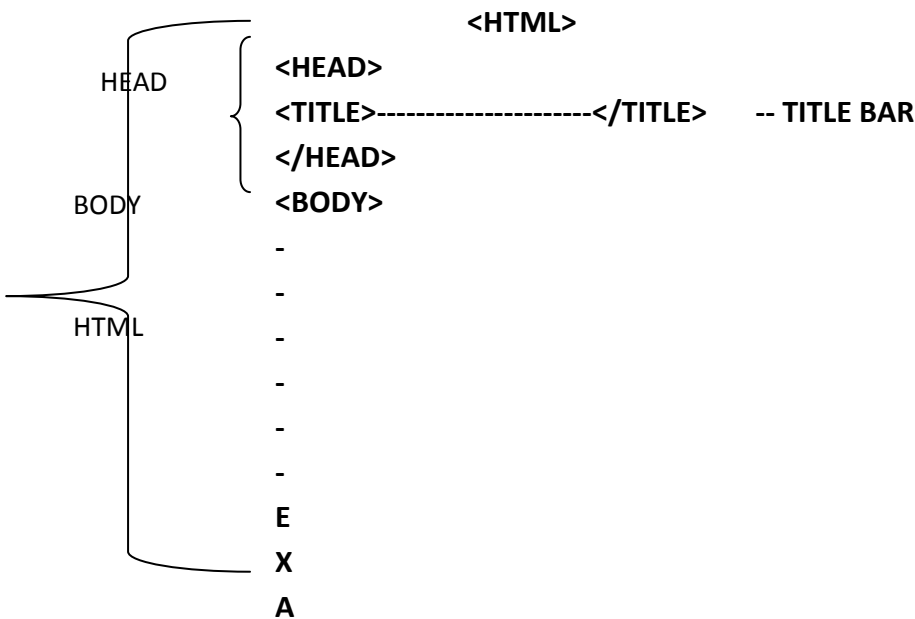 <HTML>
HEAD <HEAD>
<TITLE>----------------------</TITLE> -- TITLE BAR
</HEAD>
BODY <BODY>
-
-
HTML -
-
-
-
E
X
A